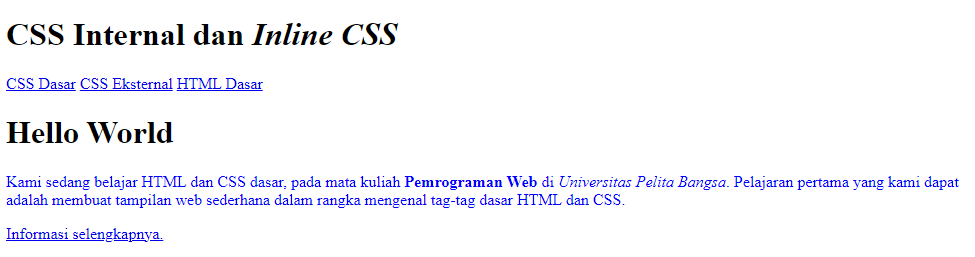 CSS Internal dan Inline CSS
CSS Dasar CSS Eksternal HTML Dasar
Hello World
Kami sedang belajar HTML dan CSS dasar, pada mata kuliah Pemrograman Web di Universitas Pelita Bangsa. Pelajaran pertama yang kami dapat
adalah membuat tampilan web sederhana dalam rangka mengenal tag-tag dasar HTML dan CSS.
Informasi selengkapnya.